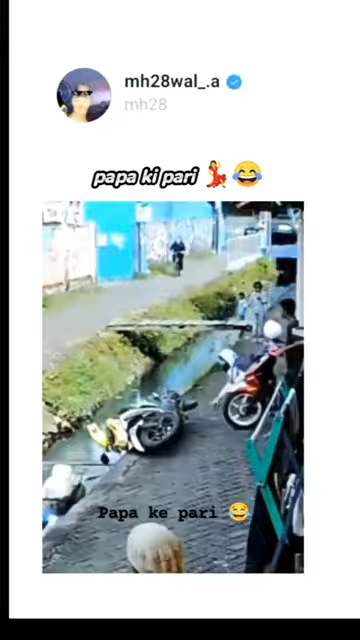 mh28wal_.a
mh28
papa ki pari 💃😂
Papa ke pari 😂